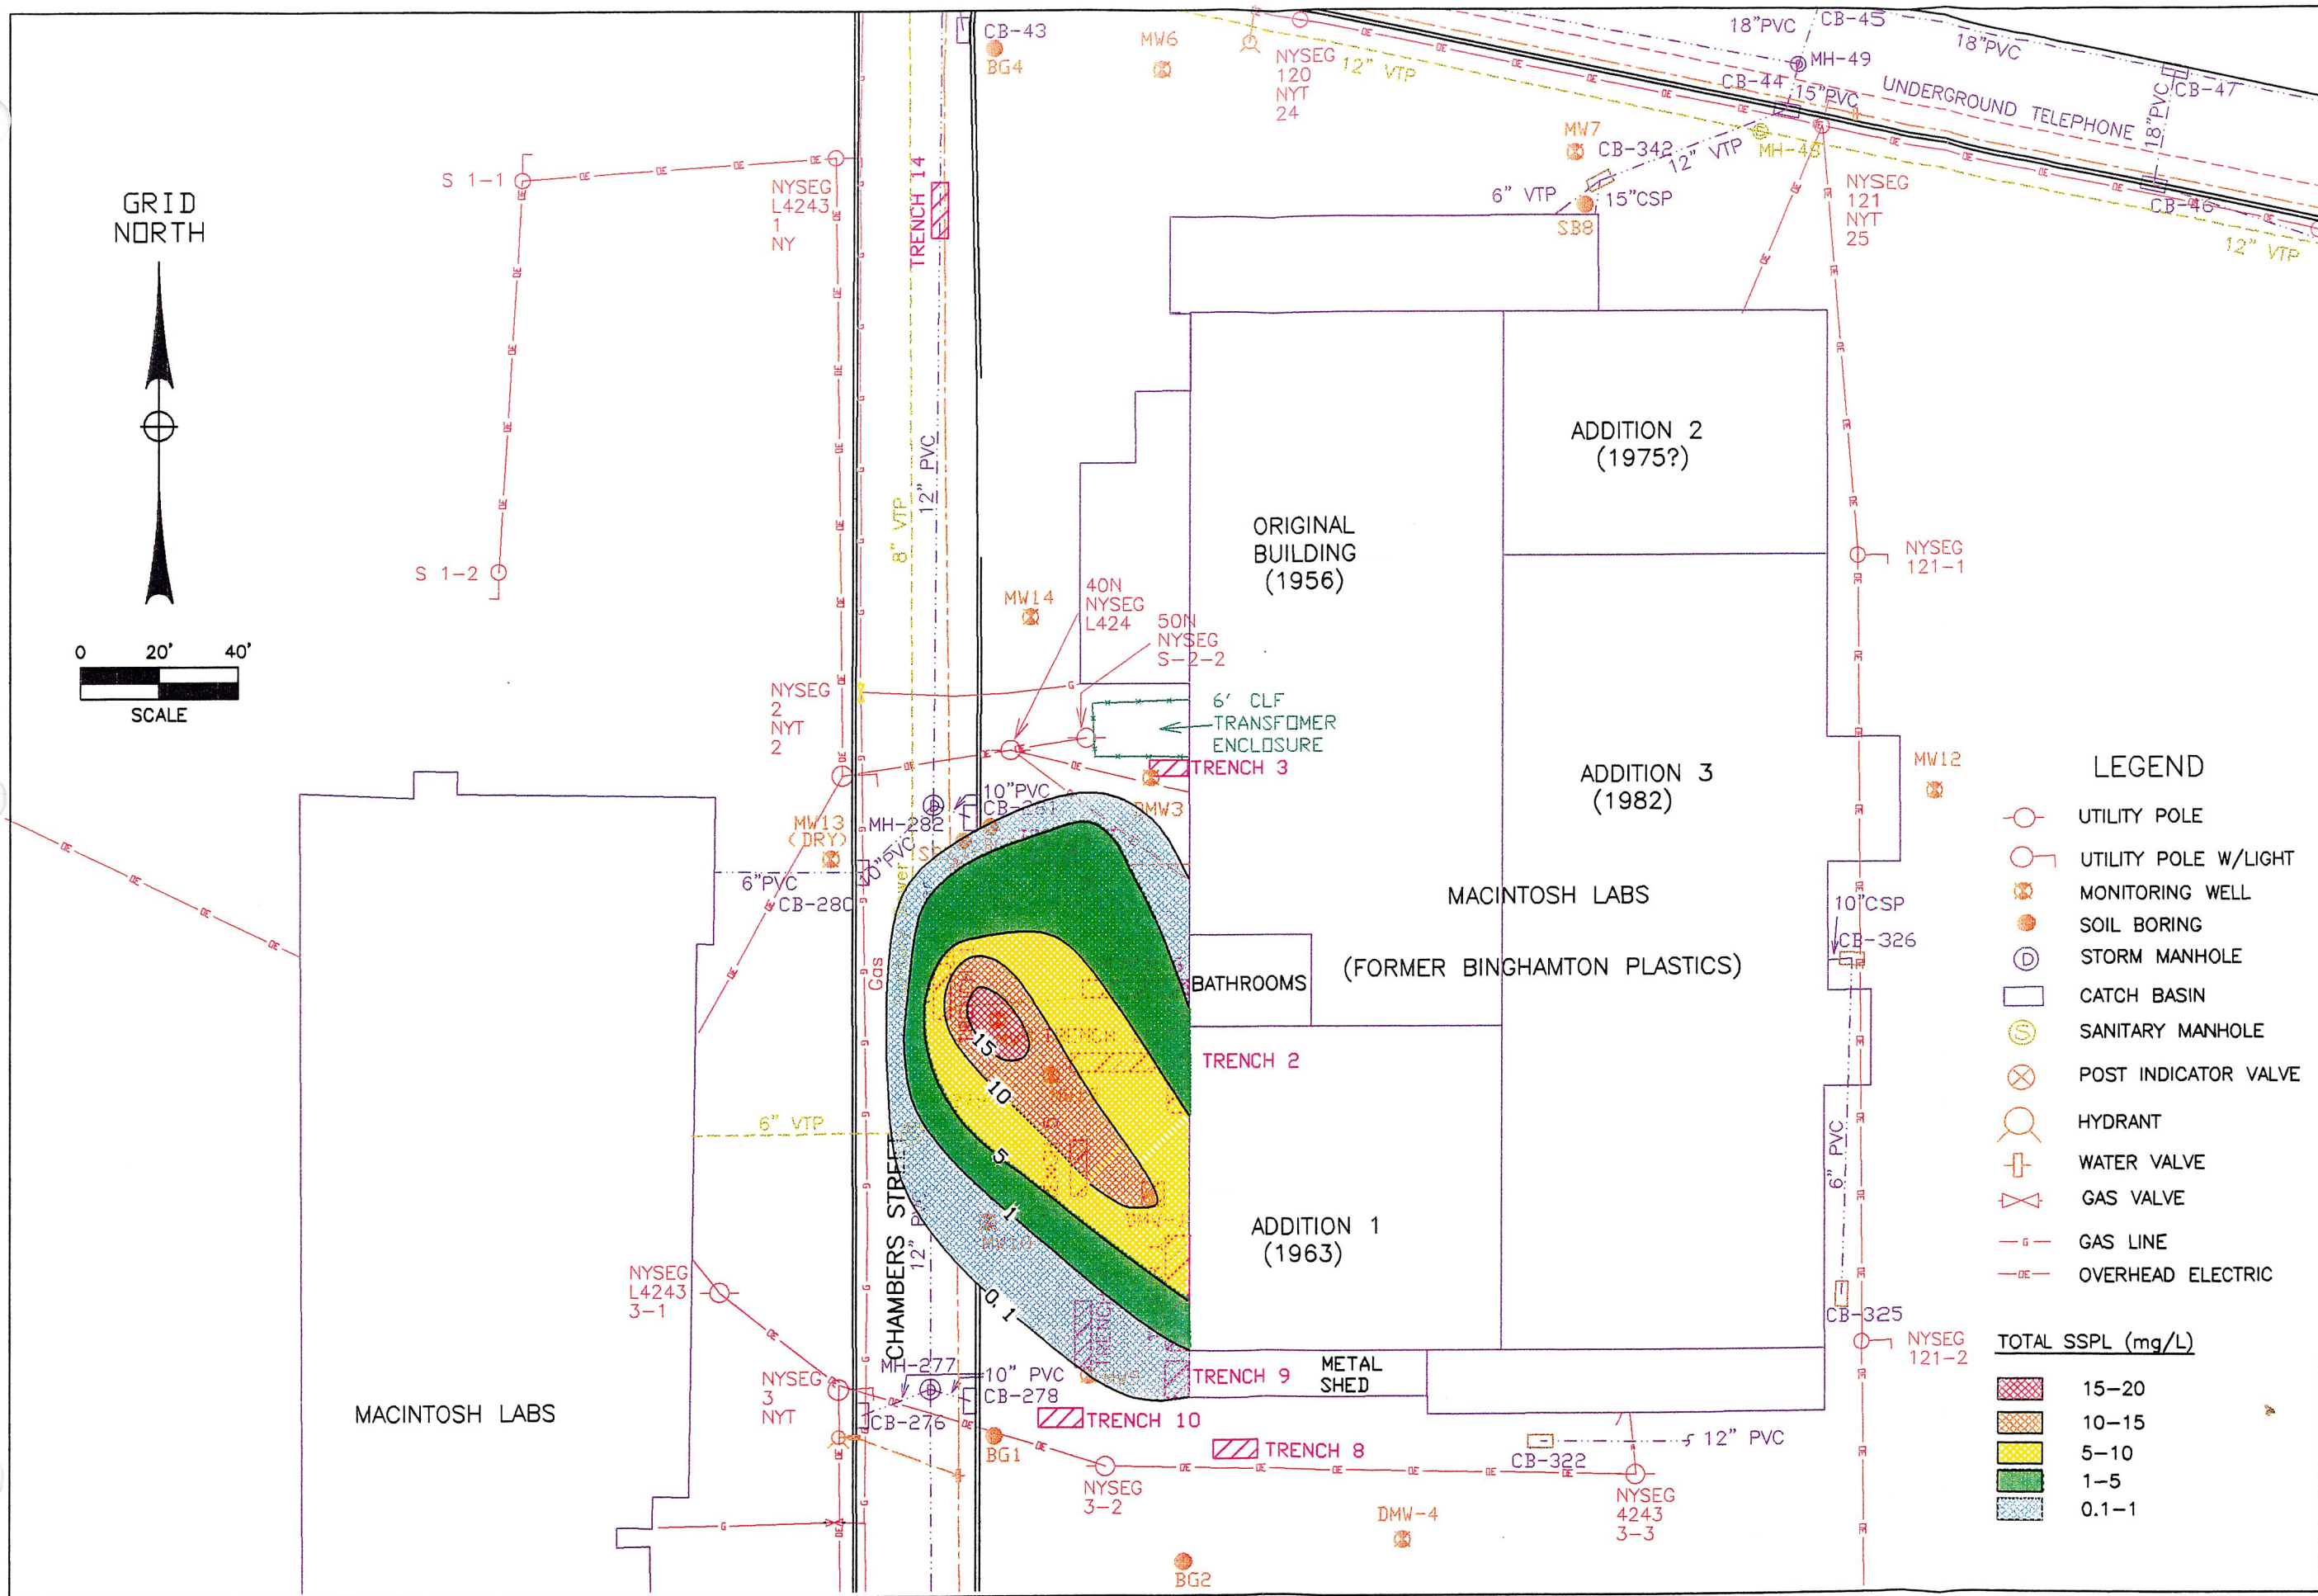 CB-43
BG4
MW6
NYSEG
120
NYT
24
12" VTP
18"PVC
CB-45
18"PVC
MH-49
CB-44
15"PVC
UNDERGROUND TELEPHONE
18"PVC
CB-47
MW7
CB-342
12" VTP
MH-48
6" VTP
15"CSP
SB8
NYSEG
121
NYT
25
CB-46
12" VTP
GRID
NORTH
S 1-1
NYSEG
L4243
1
NY
TRENCH 14
S 1-2
8" VTP
12" PVC
0 20' 40'
SCALE
ADDITION 2
(1975?)
ORIGINAL
BUILDING
(1956)
NYSEG
121-1
MW14
40N
NYSEG
L424
50N
NYSEG
S-2-2
NYSEG
2
NYT
2
6' CLF
TRANSFOMER
ENCLOSURE
TRENCH 3
DMW3
ADDITION 3
(1982)
MW12
10"PVC
MH-282
MW13
(DRY)
6"PVC
CB-280
Gas
MACINTOSH LABS
(FORMER BINGHAMTON PLASTICS)
BATHROOMS
10"CSP
CB-326
TRENCH 2
15
10
5
1
0.1
6" VTP
CHAMBERS STREET
12"
MW10
6" PVC
ADDITION 1
(1963)
NYSEG
L4243
3-1
CB-325
NYSEG
121-2
MH-277
10" PVC
CB-278
CB-276
NYSEG
3
NYT
TRENCH 9
METAL
SHED
TRENCH 10
TRENCH 8
BG1
MACINTOSH LABS
NYSEG
3-2
CB-322
12" PVC
NYSEG
4243
3-3
DMW-4
BG2
LEGEND
UTILITY POLE
UTILITY POLE W/LIGHT
MONITORING WELL
SOIL BORING
D STORM MANHOLE
CATCH BASIN
S SANITARY MANHOLE
POST INDICATOR VALVE
HYDRANT
WATER VALVE
GAS VALVE
G GAS LINE
OE OVERHEAD ELECTRIC
TOTAL SSPL (mg/L)
15-20
10-15
5-10
1-5
0.1-1